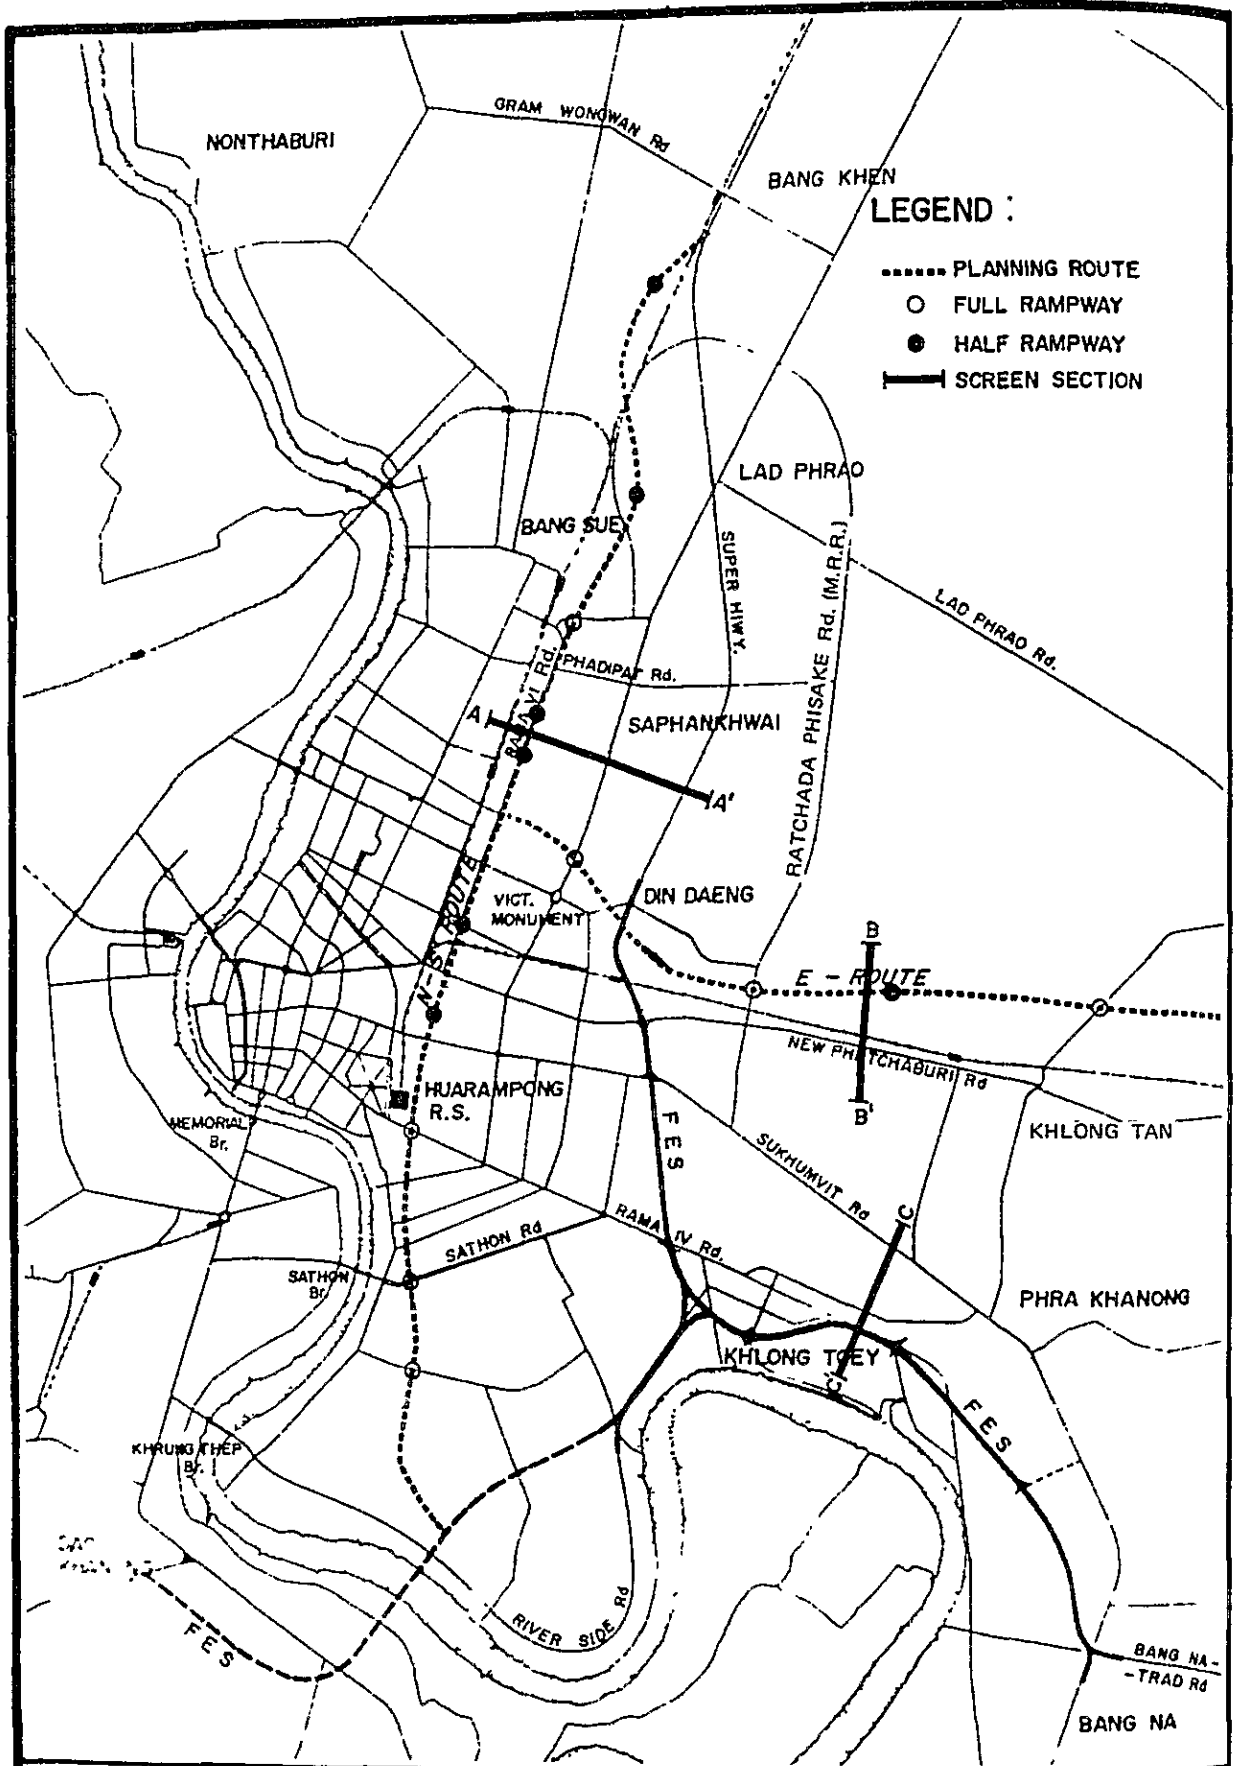 GRAM WONGWAN Rd
NONTHABURI
BANG KHEN
LEGEND :
PLANNING ROUTE
FULL RAMPWAY
HALF RAMPWAY
SCREEN SECTION
LAD PHRAO
BANG SUE
SUPER HIWY.
RATCHADA PHISAKE Rd. (M.R.R.)
LAD PHRAO Rd.
PHADIPAT Rd.
RAMA VI Rd.
A
SAPHANKHWAI
A'
N-S ROUTE
VICT.
MONUMENT
DIN DAENG
B
E - ROUTE
NEW PHETCHABURI Rd
HUARAMPONG
R.S.
B'
MEMORIAL
Br.
FES
KHLONG TAN
SUKHUMVIT Rd
C
RAMA IV Rd.
SATHON Rd
SATHON
Br.
PHRA KHANONG
KHLONG TOEY
C'
FES
KHRUNG THEP
Br.
FES
RIVER SIDE Rd
BANG NA -
- TRAD Rd
BANG NA